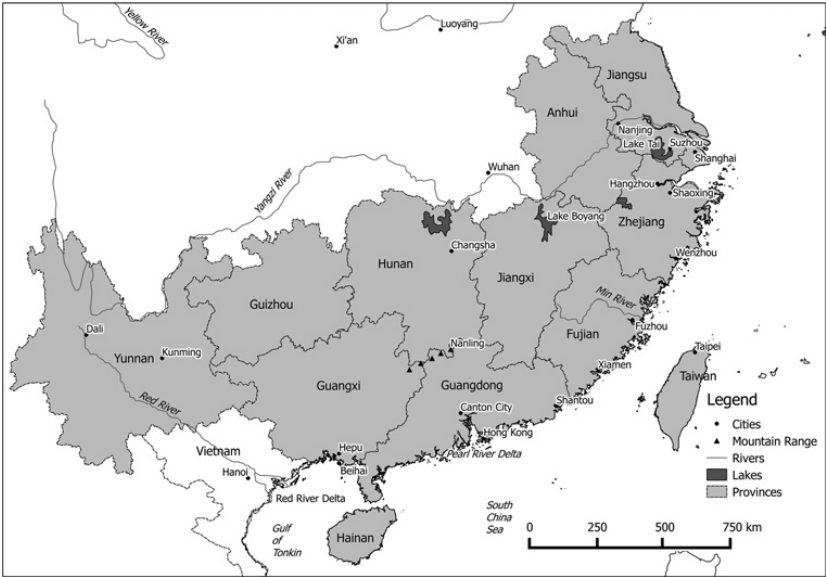 Yellow River
Luoyang
Xi'an
Jiangsu
Anhui
Nanjing
Lake Tai
Suzhou
Shanghai
Wuhan
Yangzi River
Hangzhou
Shaoxing
Lake Boyang
Zhejiang
Changsha
Hunan
Wenzhou
Jiangxi
Guizhou
Min River
Dali
Fuzhou
Fujian
Nanling
Taipei
Yunnan
Kunming
Xiamen
Taiwan
Guangxi
Guangdong
Red River
Shantou
Canton City
Hong Kong
Pearl River Delta
Vietnam
Hepu
Beihai
Hanoi
Red River Delta
South
China
Sea
Gulf
of
Tonkin
Hainan
Legend
Cities
Mountain Range
Rivers
Lakes
Provinces
0 250 500 750 km